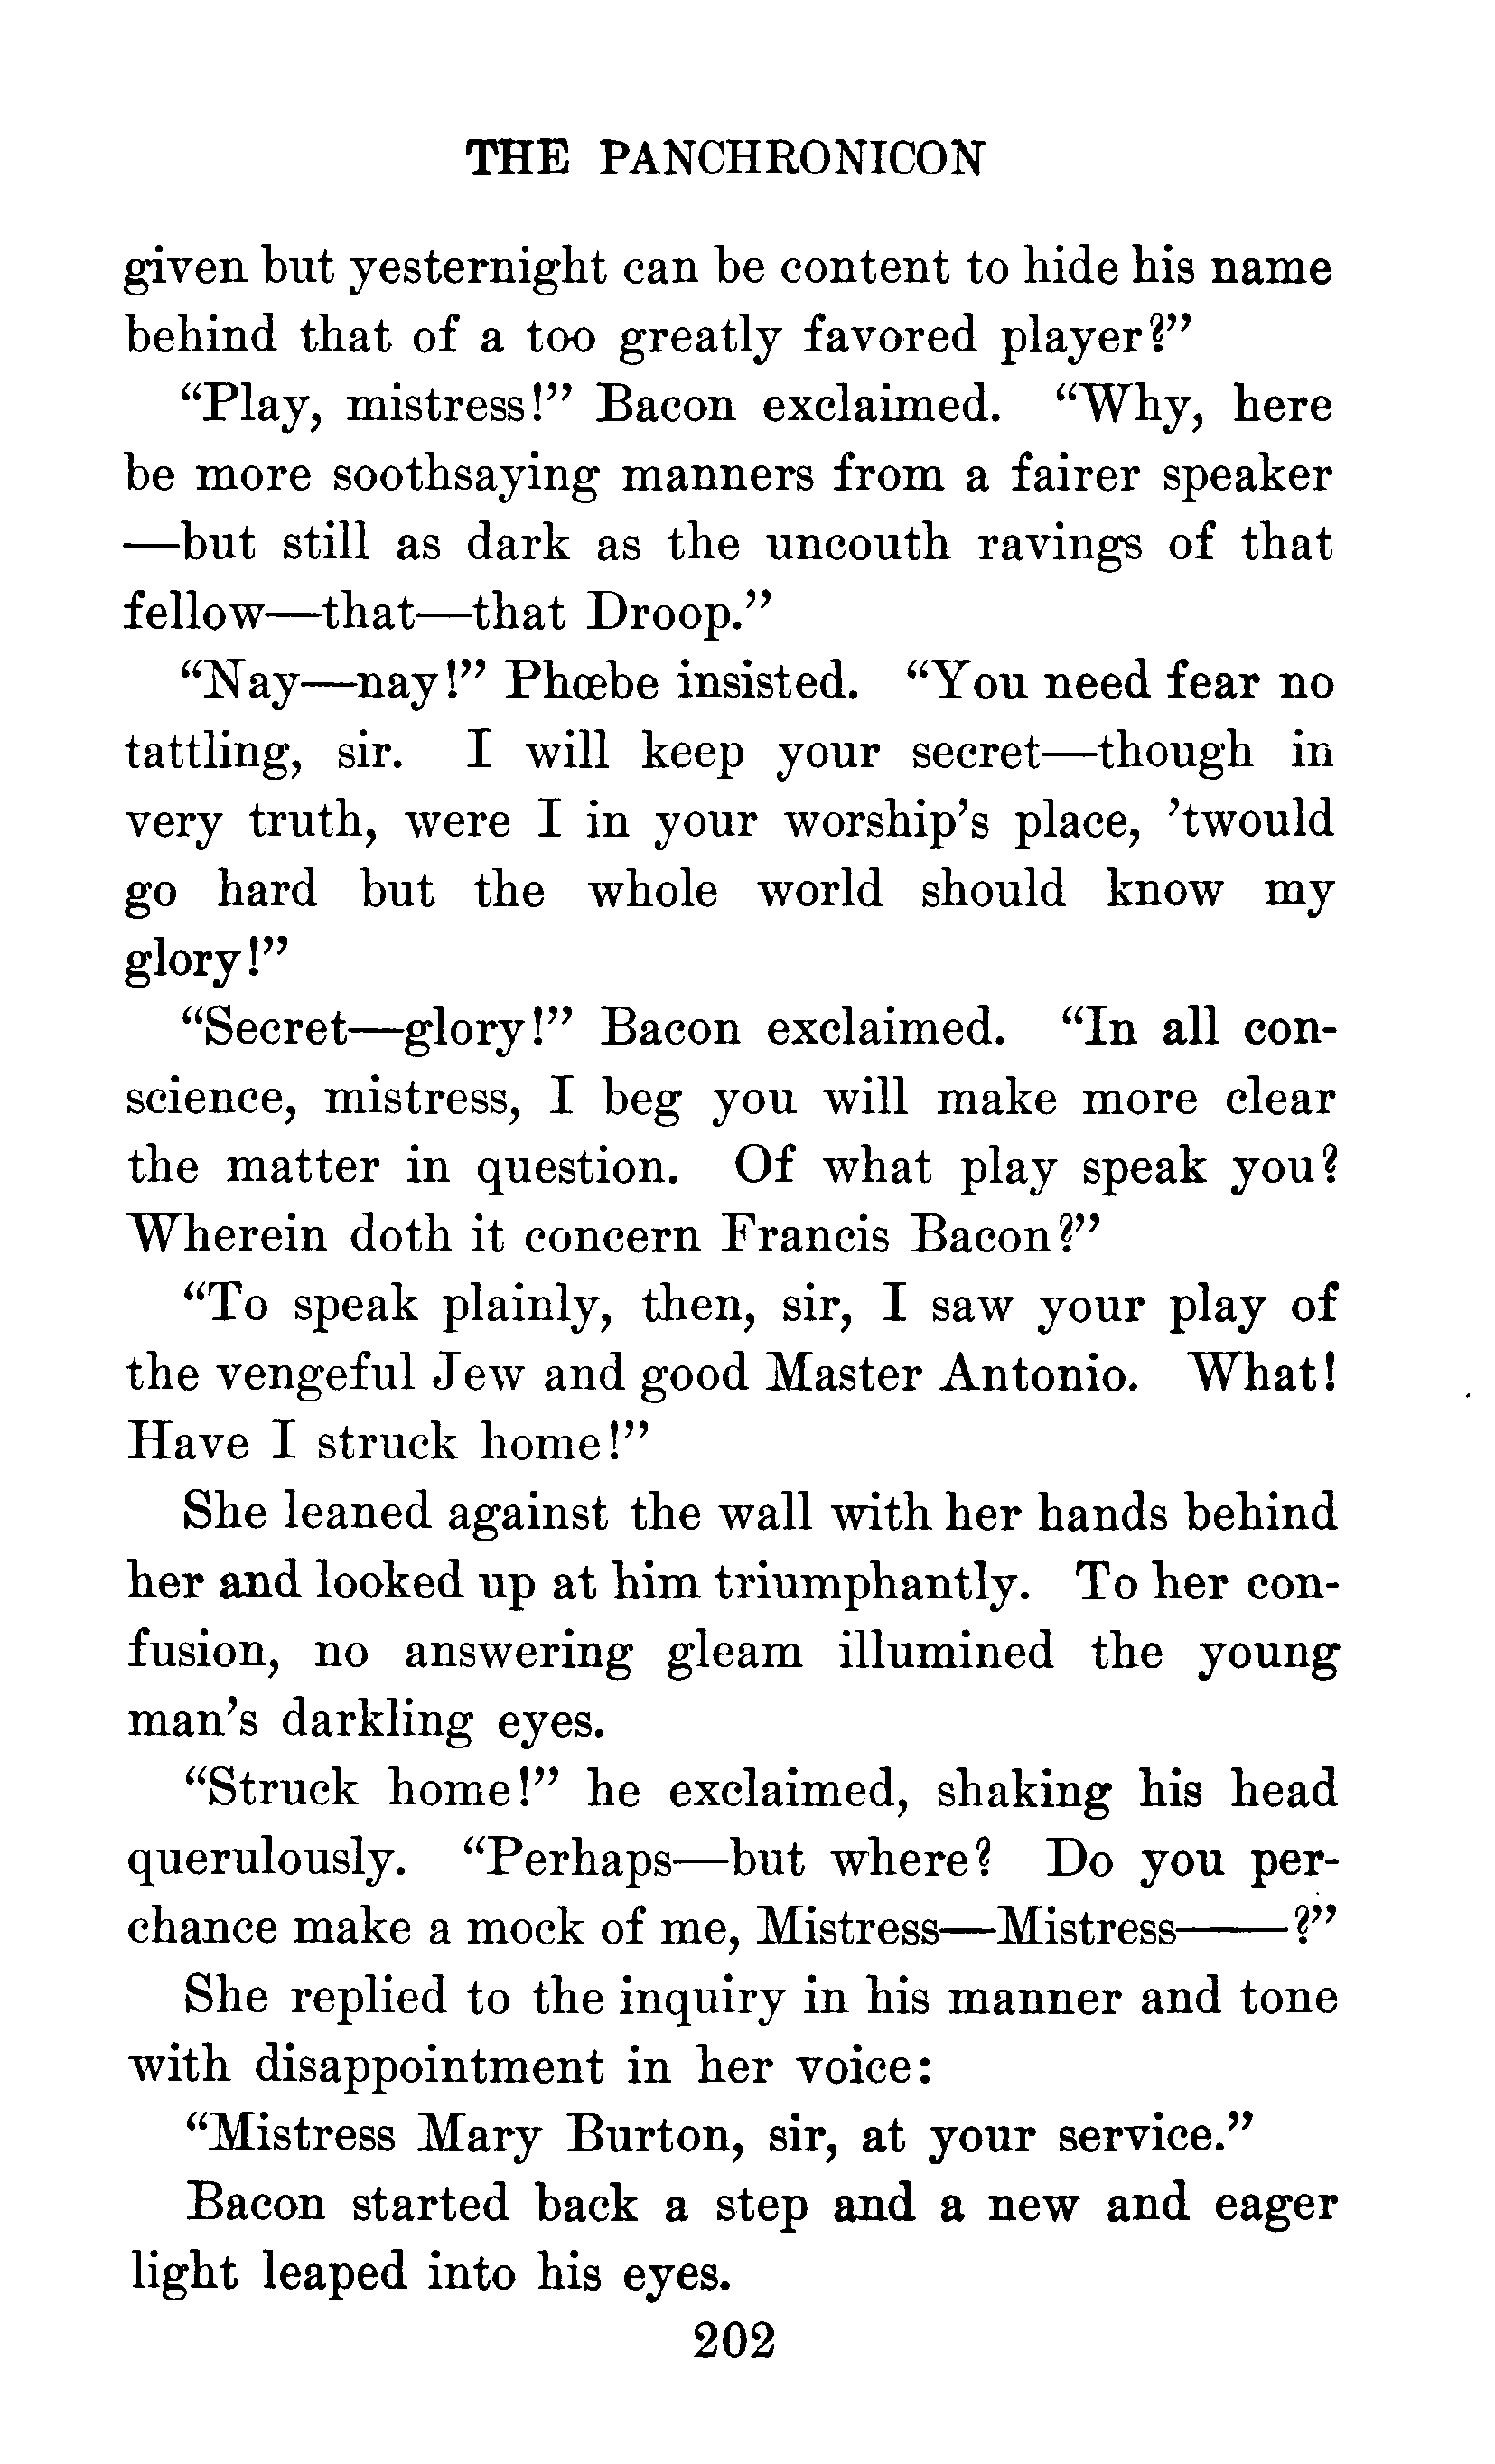 THE PANCHRONICON
given but yesternight can be content to hide his name
behind that of a too greatly favored player?”
“Play, mistress!” Bacon exclaimed. “Why, here
be more soothsaying manners from a fairer speaker
—but still as dark as the uncouth ravings of that
fellow—that—that Droop.”
“Nay—nay!” Phœbe insisted. “You need fear no
tattling, sir. I will keep your secret—though in
very truth, were I in your worship’s place, ’twould
go hard but the whole world should know my
glory!”
“Secret—glory!” Bacon exclaimed. “In all con-
science, mistress, I beg you will make more clear
the matter in question. Of what play speak you?
Wherein doth it concern Francis Bacon?”
“To speak plainly, then, sir, I saw your play of
the vengeful Jew and good Master Antonio. What!
Have I struck home!”
She leaned against the wall with her hands behind
her and looked up at him triumphantly. To her con-
fusion, no answering gleam illumined the young
man’s darkling eyes.
“Struck home!” he exclaimed, shaking his head
querulously. “Perhaps—but where? Do you per-
chance make a mock of me, Mistress—Mistress——?”
She replied to the inquiry in his manner and tone
with disappointment in her voice:
“Mistress Mary Burton, sir, at your service.”
Bacon started back a step and a new and eager
light leaped into his eyes.
202